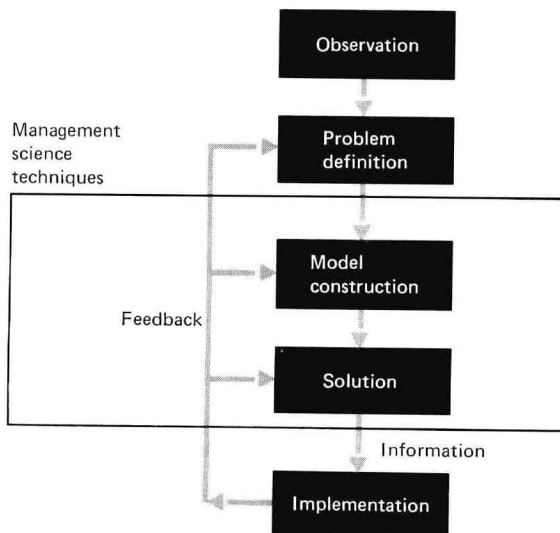 Observation
Management
science
techniques
Problem
definition
Model
construction
Feedback
Solution
Information
Implementation